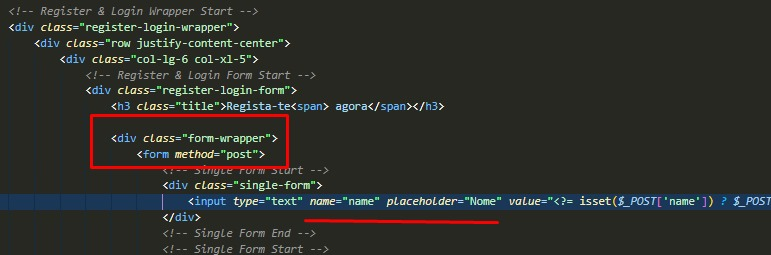 <!-- Register & Login Wrapper Start -->
<div class="register-login-wrapper">
<div class="row justify-content-center">
<div class="col-lg-6 col-xl-5">
<!-- Register & Login Form Start -->
<div class="register-login-form">
<h3 class="title">Regista-te<span> agora</span></h3>
<div class="form-wrapper">
<form method="post">
<!-- Single Form Start -->
<div class="single-form">
<input type="text" name="name" placeholder="Nome" value="<?= isset($_POST['name']) ? $_POST
</div>
<!-- Single Form End -->
<!-- Single Form Start -->